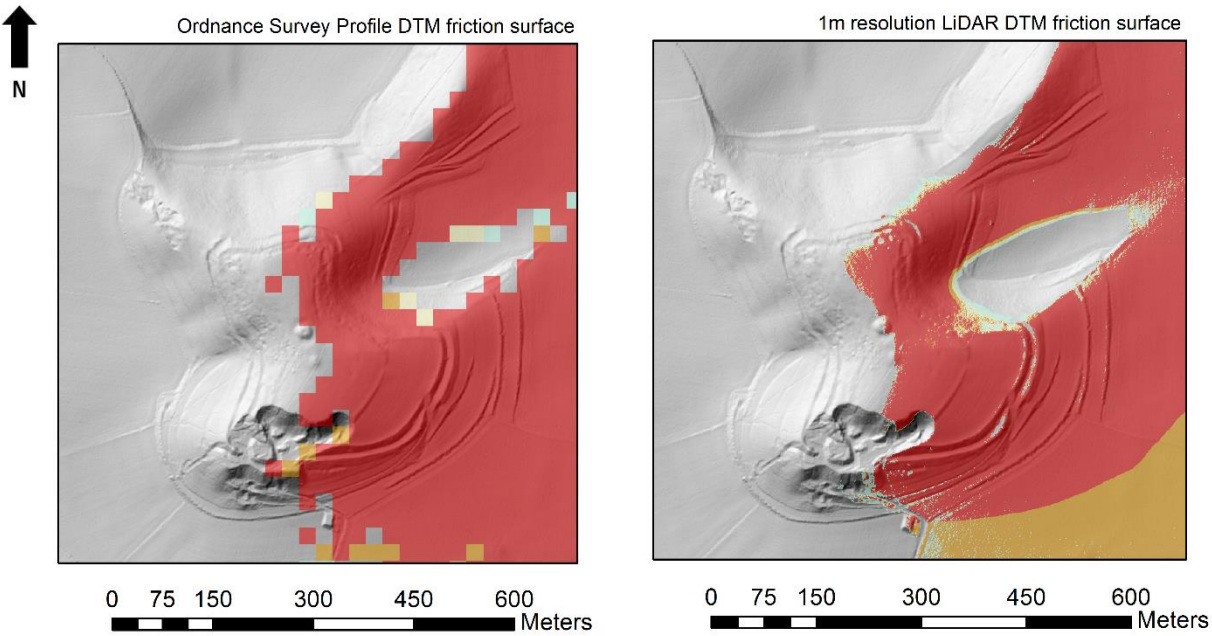 Ordnance Survey Profile DTM friction surface
1m resolution LiDAR DTM friction surface
N
0 75 150 300 450 600 Meters
0 75 150 300 450 600 Meters